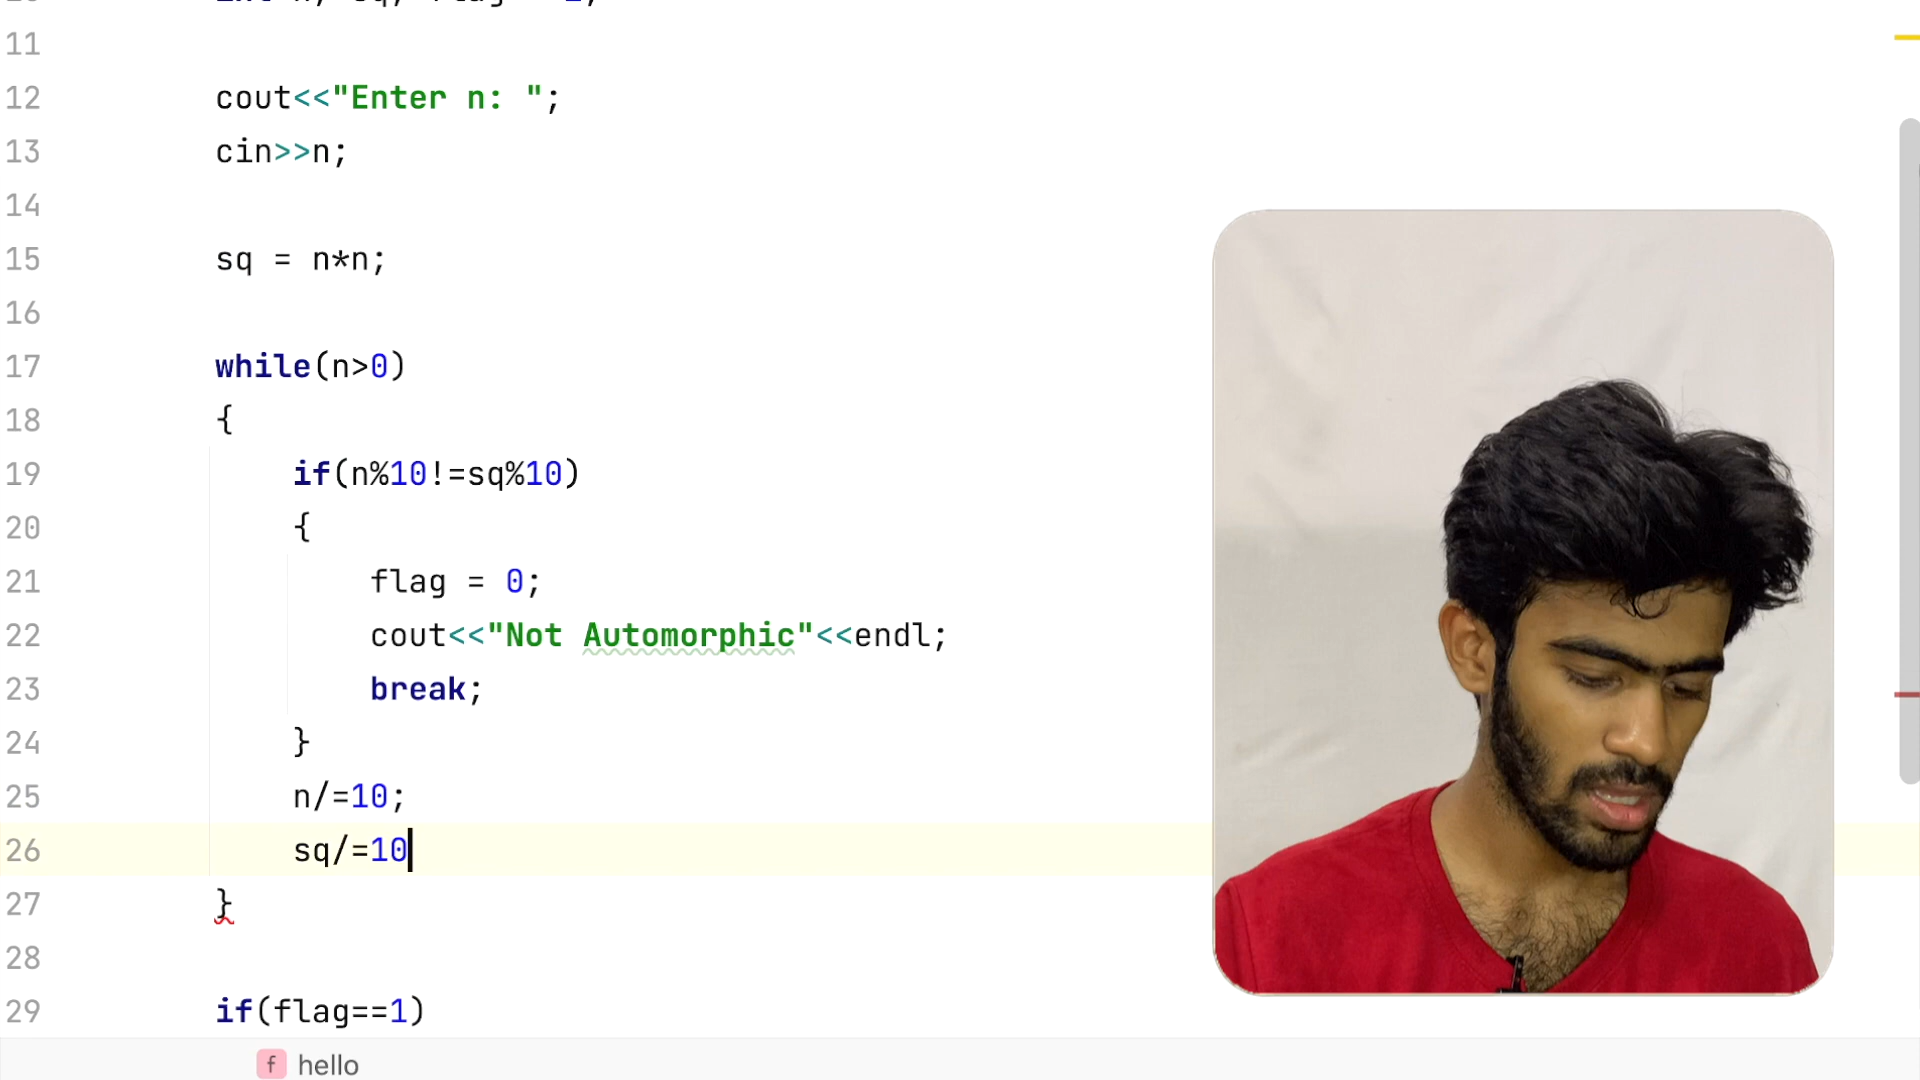 11
12 cout<<"Enter n: ";
13 cin>>n;
14
15 sq = n*n;
16
17 while(n>0)
18 {
19 if(n%10!=sq%10)
20 {
21 flag = 0;
22 cout<<"Not Automorphic"<<endl;
23 break;
24 }
25 n/=10;
26 sq/=10
27 }
28
29 if(flag==1)
f hello